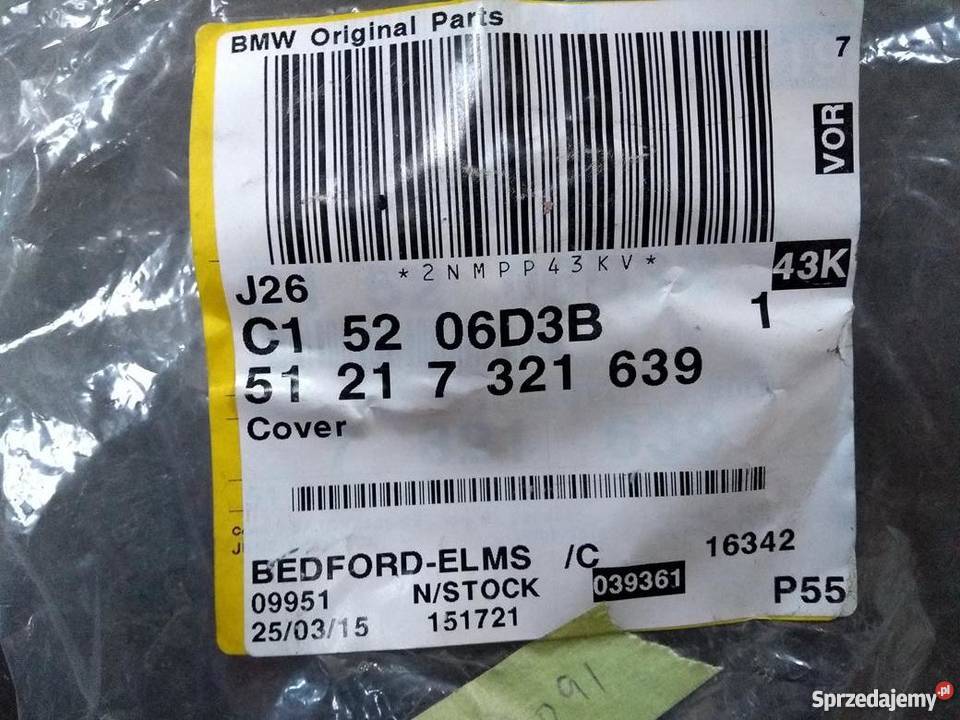 BMW Original Parts
7
VOR
*2NMPP43KV*
43K
J26
C1 52 06D3B 1
51 21 7 321 639
Cover
BEDFORD-ELMS /C 16342
09951 N/STOCK 039361 P55
25/03/15 151721
91
Sprzedajemy.pl